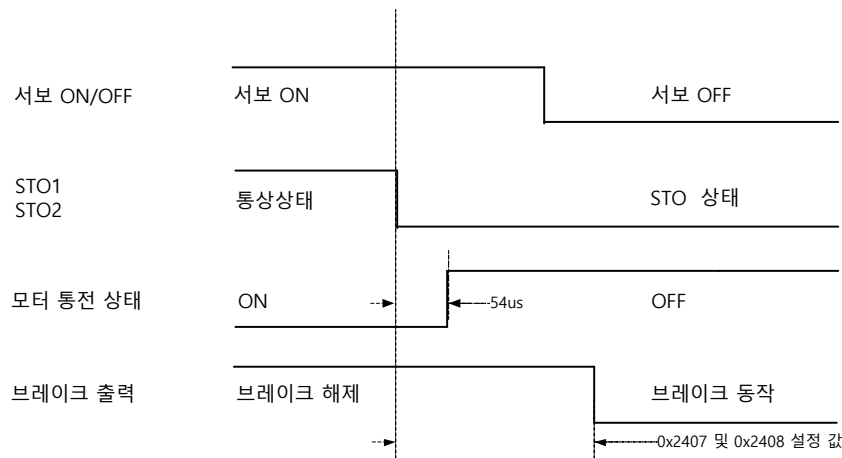 서보 ON/OFF 서보 ON 서보 OFF
STO1
STO2
통상상태 STO 상태
모터 통전 상태 ON 54us OFF
브레이크 출력 브레이크 해제 브레이크 동작
0x2407 및 0x2408 설정 값